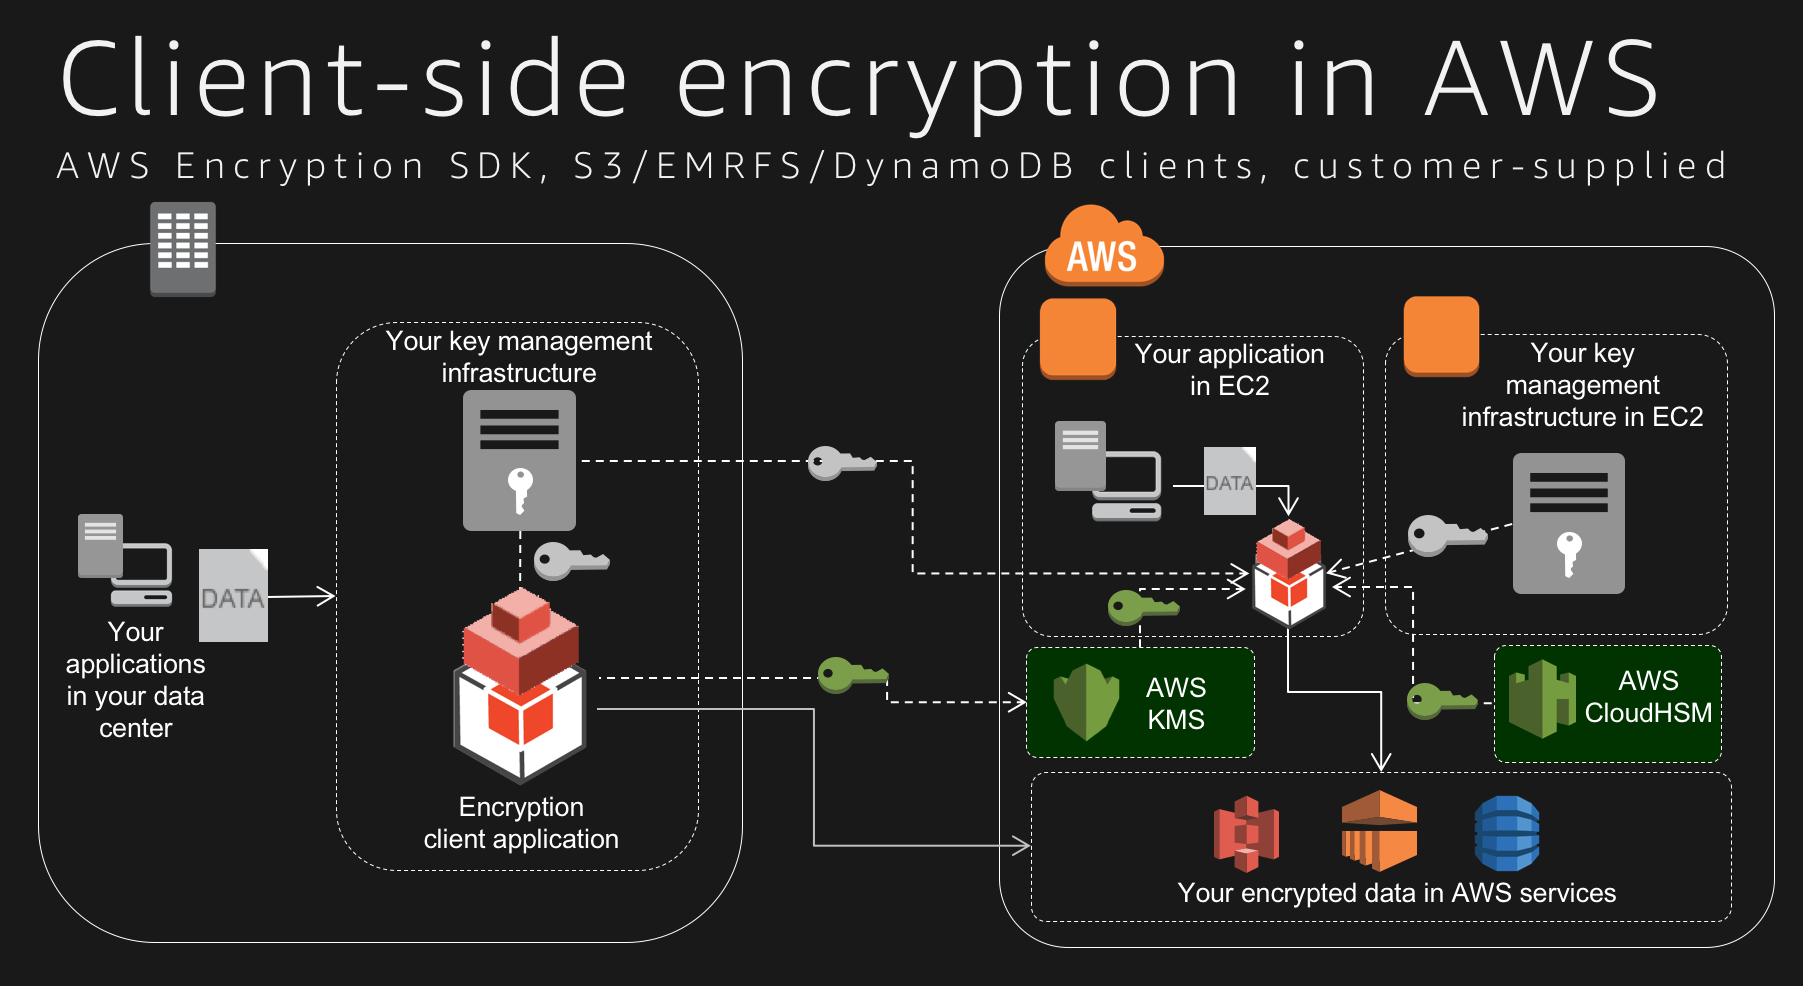 Client-side encryption in AWS
AWS Encryption SDK, S3/EMRFS/DynamoDB clients, customer-supplied
Your key management
infrastructure
DATA
Your
applications
in your data
center
Encryption
client application
AWS
Your application
in EC2
DATA
Your key
management
infrastructure in EC2
AWS
KMS
AWS
CloudHSM
Your encrypted data in AWS services